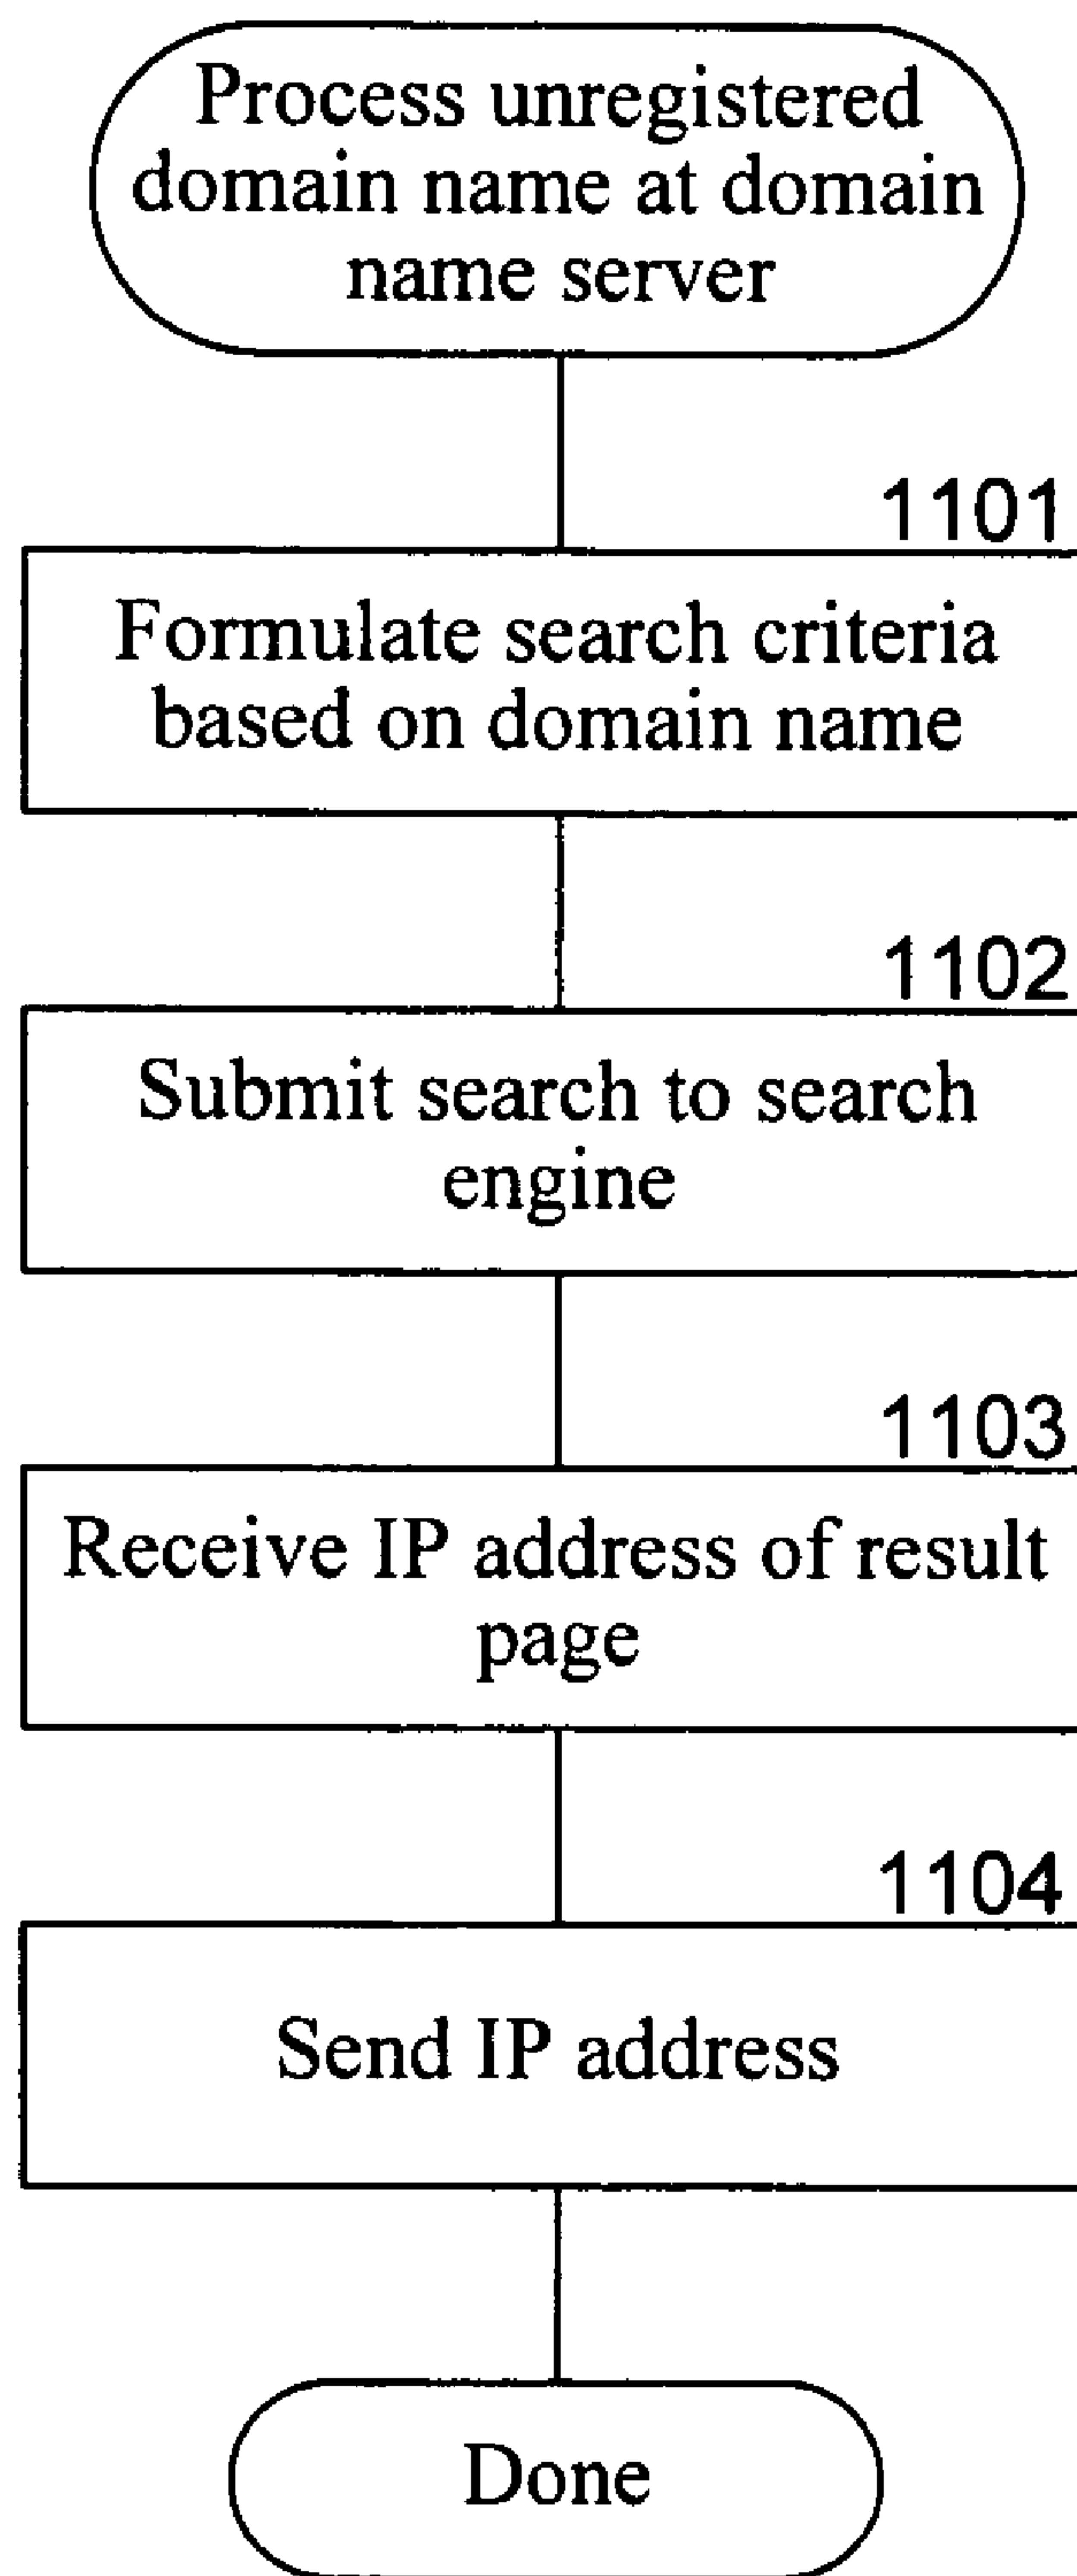 Process unregistered
domain name at domain
name server
1101
Formulate search criteria
based on domain name
1102
Submit search to search
engine
1103
Receive IP address of result
page
1104
Send IP address
Done